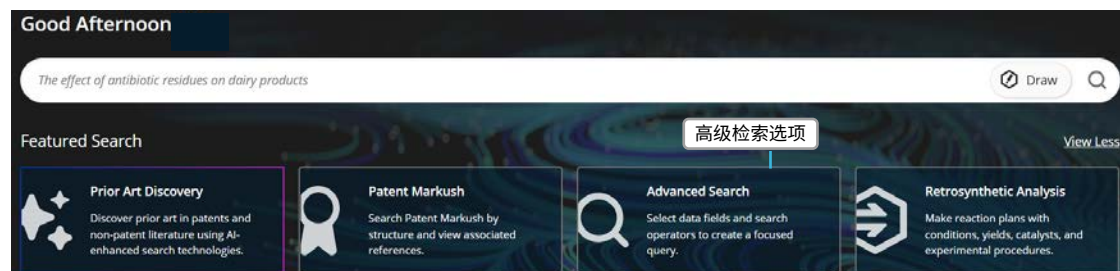 Good Afternoon
The effect of antibiotic residues on dairy products
Draw
Featured Search
高级检索选项
View Less
Prior Art Discovery
Discover prior art in patents and
non-patent literature using AI-
enhanced search technologies.
Patent Markush
Search Patent Markush by
structure and view associated
references.
Advanced Search
Select data fields and search
operators to create a focused
query.
Retrosynthetic Analysis
Make reaction plans with
conditions, yields, catalysts, and
experimental procedures.